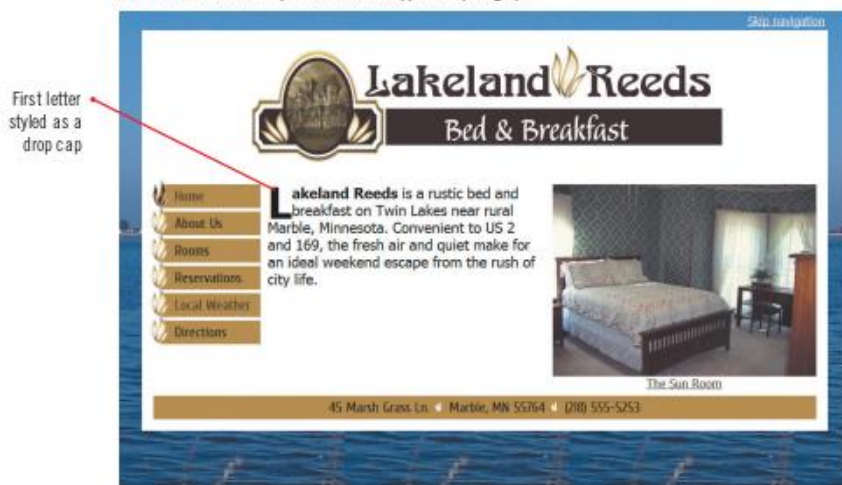 Skip navigation
Lakeland Reeds
Bed & Breakfast
First letter
styled as a
drop cap
Home
About Us
Rooms
Reservations
Local Weather
Directions
Lakeland Reeds is a rustic bed and
breakfast on Twin Lakes near rural
Marble, Minnesota. Convenient to US 2
and 169, the fresh air and quiet make for
an ideal weekend escape from the rush of
city life.
The Sun Room
45 Marsh Grass Ln. Marble, MN 55764 (218) 555-5253